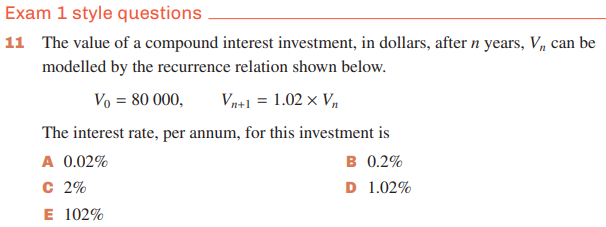 Exam 1 style questions
11 The value of a compound interest investment, in dollars, after n years, Vₙ can be
modelled by the recurrence relation shown below.
V₀ = 80 000, Vₙ₊₁ = 1.02 × Vₙ
The interest rate, per annum, for this investment is
A 0.02% B 0.2%
C 2% D 1.02%
E 102%